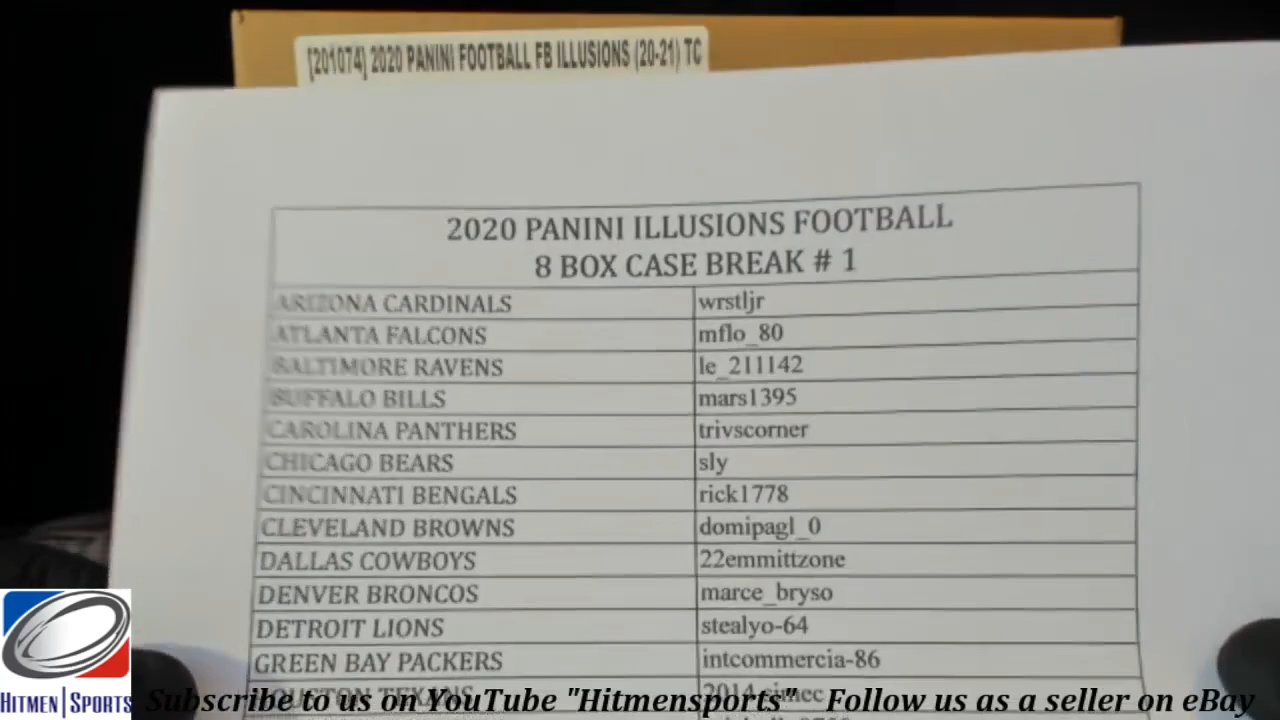 [201074] 2020 PANINI FOOTBALL FB ILLUSIONS (20-21) TC
2020 PANINI ILLUSIONS FOOTBALL
8 BOX CASE BREAK # 1
ARIZONA CARDINALS wrstljr
ATLANTA FALCONS mflo_80
BALTIMORE RAVENS le_211142
BUFFALO BILLS mars1395
CAROLINA PANTHERS trivscorner
CHICAGO BEARS sly
CINCINNATI BENGALS rick1778
CLEVELAND BROWNS domipagl_0
DALLAS COWBOYS 22emmittzone
DENVER BRONCOS marce_bryso
DETROIT LIONS stealyo-64
GREEN BAY PACKERS intcommercia-86
HOUSTON TEXANS 2014
HITMEN|SPORTS Subscribe to us on YouTube "Hitmensports" Follow us as a seller on eBay